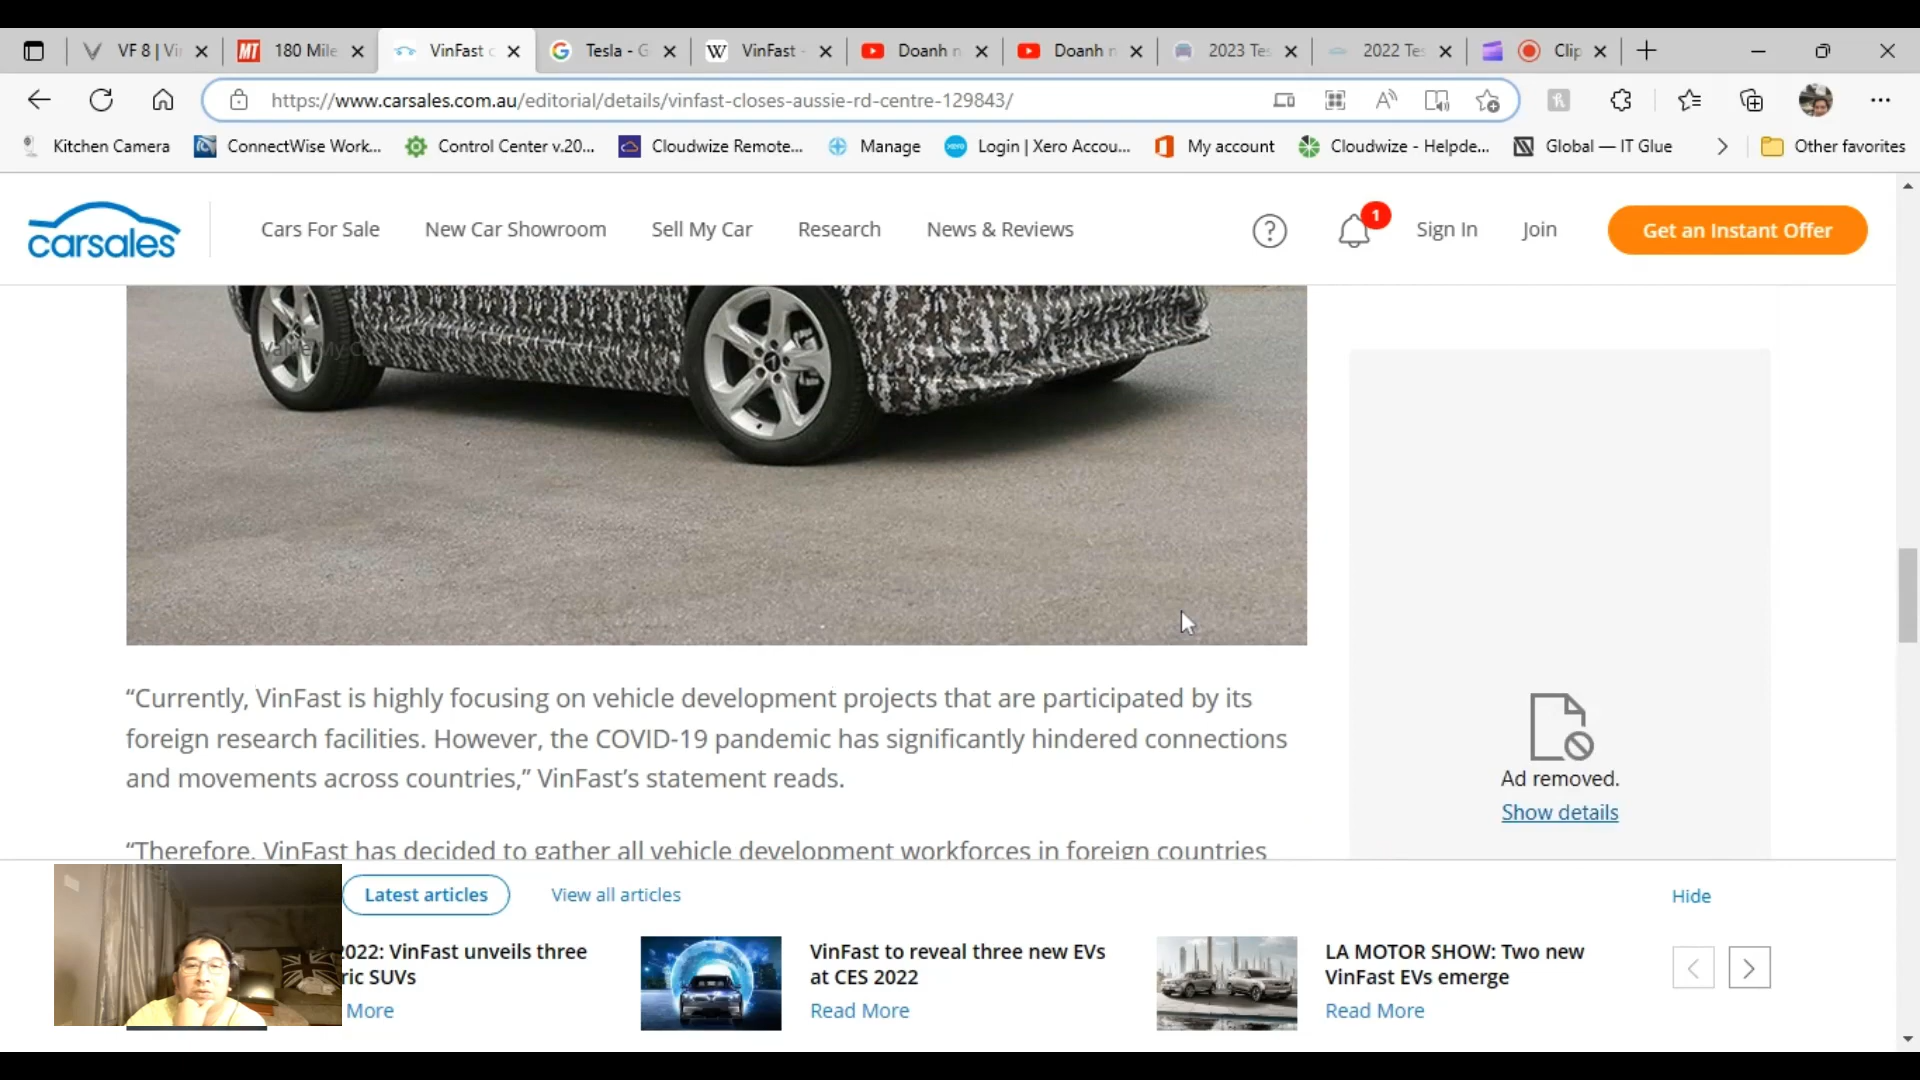 VF 8 | Vi
180 Mile
VinFast c
Tesla - G
VinFast -
Doanh n
Doanh n
2023 Tes
2022 Tes
Clip
https://www.carsales.com.au/editorial/details/vinfast-closes-aussie-rd-centre-129843/
Kitchen Camera
ConnectWise Work...
Control Center v.20...
Cloudwize Remote...
Manage
Login | Xero Accou...
My account
Cloudwize - Helpde...
Global — IT Glue
Other favorites
carsales
Cars For Sale
New Car Showroom
Sell My Car
Research
News & Reviews
1
Sign In
Join
Get an Instant Offer
“Currently, VinFast is highly focusing on vehicle development projects that are participated by its
foreign research facilities. However, the COVID-19 pandemic has significantly hindered connections
and movements across countries,” VinFast’s statement reads.
“Therefore, VinFast has decided to gather all vehicle development workforces in foreign countries
Ad removed.
Show details
Latest articles
View all articles
Hide
2022: VinFast unveils three
ric SUVs
More
VinFast to reveal three new EVs
at CES 2022
Read More
LA MOTOR SHOW: Two new
VinFast EVs emerge
Read More